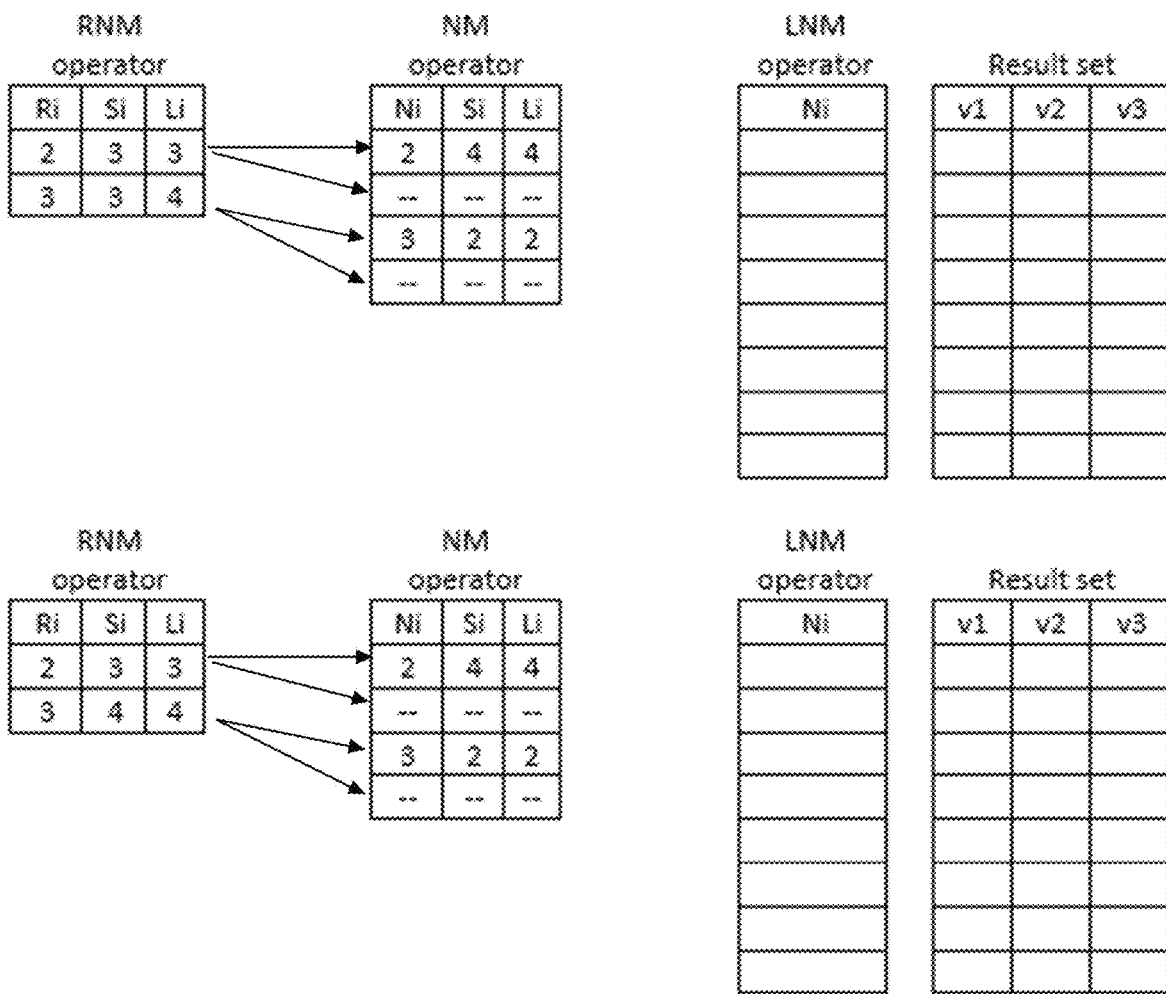 RNM NM LNM
operator operator operator Result set
Ri Si Li Ni Si Li Ni v1 v2 v3
2 3 3 2 4 4
3 3 4 -- -- --
3 2 2
-- -- --
RNM NM LNM
operator operator operator Result set
Ri Si Li Ni Si Li Ni v1 v2 v3
2 3 3 2 4 4
3 4 4 -- -- --
3 2 2
-- -- --